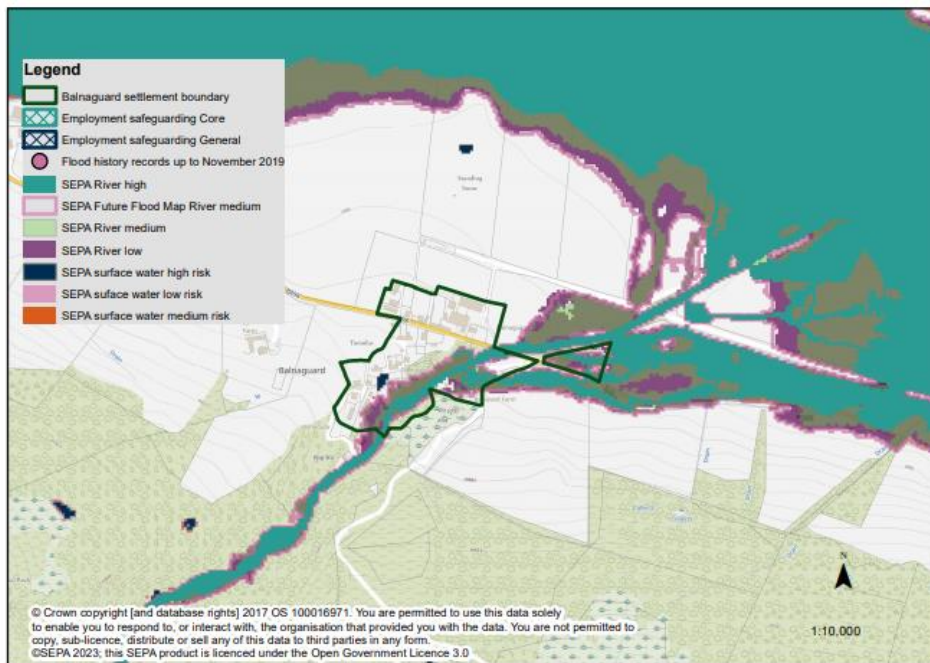 Legend
Balnaguard settlement boundary
Employment safeguarding Core
Employment safeguarding General
Flood history records up to November 2019
SEPA River high
SEPA Future Flood Map River medium
SEPA River medium
SEPA River low
SEPA surface water high risk
SEPA suface water low risk
SEPA surface water medium risk
Standing
Stone
Balnaguard
Drain
Drain
Drain
N
1:10.000
© Crown copyright [and database rights] 2017 OS 100016971. You are permitted to use this data solely
to enable you to respond to, or interact with, the organisation that provided you with the data. You are not permitted to
copy, sub-licence, distribute or sell any of this data to third parties in any form.
©SEPA 2023; this SEPA product is licenced under the Open Government Licence 3.0